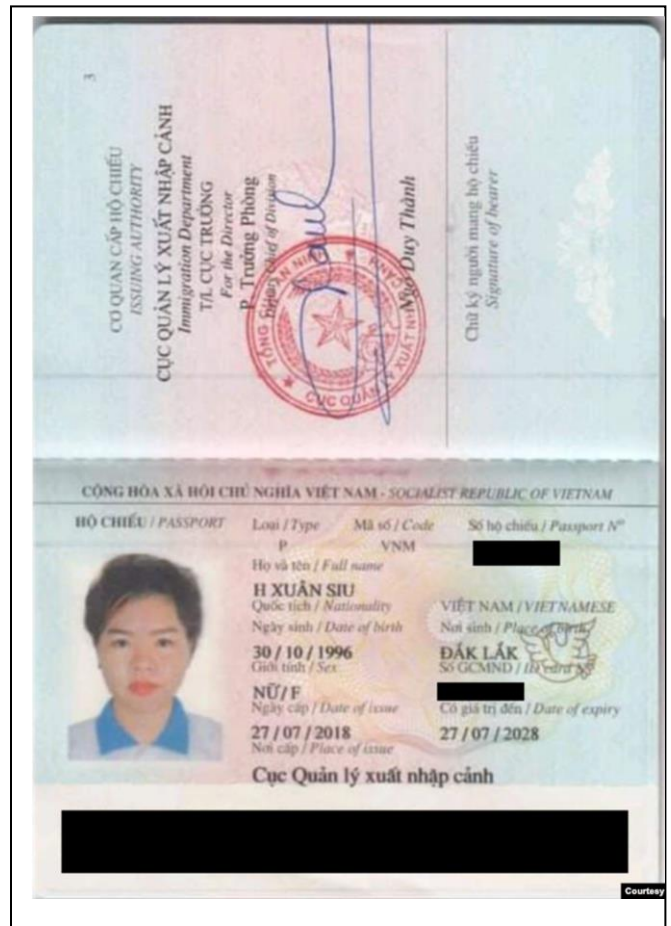 3
CƠ QUAN CẤP HỘ CHIẾU
ISSUING AUTHORITY
CỤC QUẢN LÝ XUẤT NHẬP CẢNH
Immigration Department
T/L CỤC TRƯỞNG
For the Director
P. Trưởng Phòng
Deputy Chief of Division
Ngô Duy Thành
Chữ ký người mang hộ chiếu
Signature of bearer
CỘNG HÒA XÃ HỘI CHỦ NGHĨA VIỆT NAM - SOCIALIST REPUBLIC OF VIETNAM
HỘ CHIẾU / PASSPORT Loại / Type Mã số / Code Số hộ chiếu / Passport Nº
P VNM
Họ và tên / Full name
H XUÂN SIU
Quốc tịch / Nationality VIỆT NAM / VIETNAMESE
Ngày sinh / Date of birth Nơi sinh / Place of birth
30 / 10 / 1996 ĐẮK LẮK
Giới tính / Sex Số GCMND / ID card Nº
NỮ / F
Ngày cấp / Date of issue Có giá trị đến / Date of expiry
27 / 07 / 2018 27 / 07 / 2028
Nơi cấp / Place of issue
Cục Quản lý xuất nhập cảnh
Courtesy